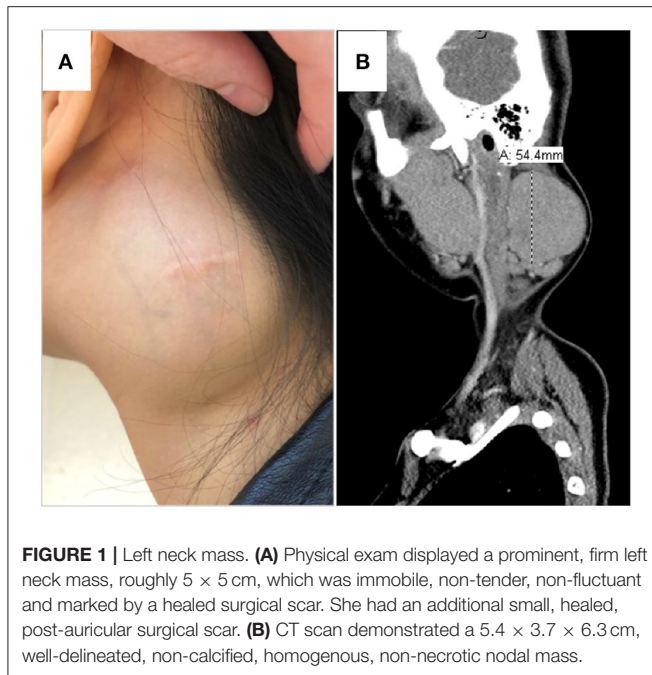 A
B
A: 54.4mm
FIGURE 1 | Left neck mass. (A) Physical exam displayed a prominent, firm left
neck mass, roughly 5 × 5 cm, which was immobile, non-tender, non-fluctuant
and marked by a healed surgical scar. She had an additional small, healed,
post-auricular surgical scar. (B) CT scan demonstrated a 5.4 × 3.7 × 6.3 cm,
well-delineated, non-calcified, homogenous, non-necrotic nodal mass.